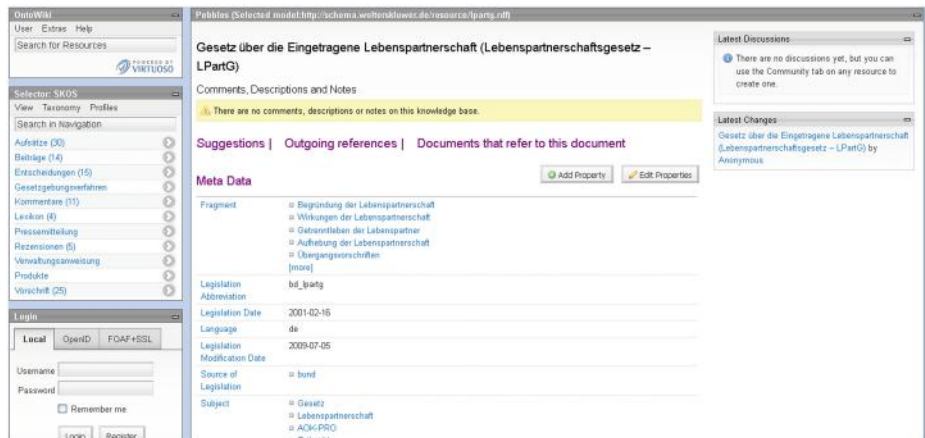 OntoWiki
User Extras Help
Search for Resources
POWERED BY
VIRTUOSO
Selector: SKOS
View Taxonomy Profiles
Search in Navigation
Aufsätze (30)
Beiträge (14)
Entscheidungen (15)
Gesetzgebungsverfahren
Kommentare (11)
Lexikon (4)
Pressemitteilung
Rezensionen (5)
Verwaltungsanweisung
Produkte
Vorschrift (25)
Login
Local OpenID FOAF+SSL
Username
Password
Remember me
Login Register
Pebbles (Selected model:http://schema.wolterskluwer.de/resource/lpartg.rdf)
Gesetz über die Eingetragene Lebenspartnerschaft (Lebenspartnerschaftsgesetz –
LPartG)
Comments, Descriptions and Notes
There are no comments, descriptions or notes on this knowledge base.
Suggestions | Outgoing references | Documents that refer to this document
Meta Data
Add Property Edit Properties
Fragment
Begründung der Lebenspartnerschaft
Wirkungen der Lebenspartnerschaft
Getrenntleben der Lebenspartner
Aufhebung der Lebenspartnerschaft
Übergangsvorschriften
[more]
Legislation
Abbreviation
bd_lpartg
Legislation Date 2001-02-16
Language de
Legislation
Modification Date
2009-07-05
Source of
Legislation
bund
Subject
Gesetz
Lebenspartnerschaft
AOK-PRO
Latest Discussions
There are no discussions yet, but you can
use the Community tab on any resource to
create one.
Latest Changes
Gesetz über die Eingetragene Lebenspartnerschaft
(Lebenspartnerschaftsgesetz – LPartG) by
Anonymous